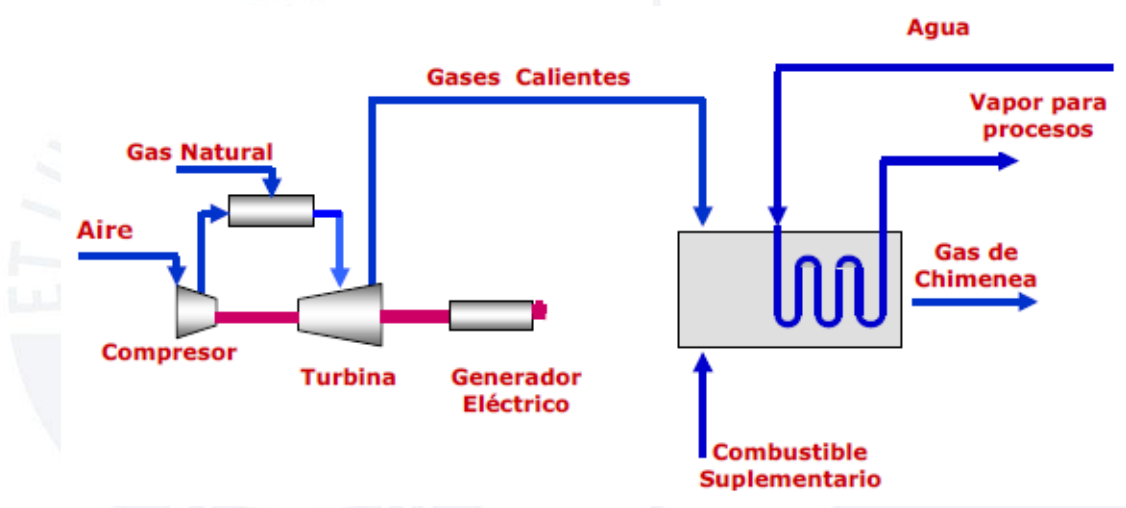 Agua
Gases Calientes
Vapor para
procesos
Gas Natural
Aire
Gas de
Chimenea
Compresor
Turbina
Generador
Eléctrico
Combustible
Suplementario